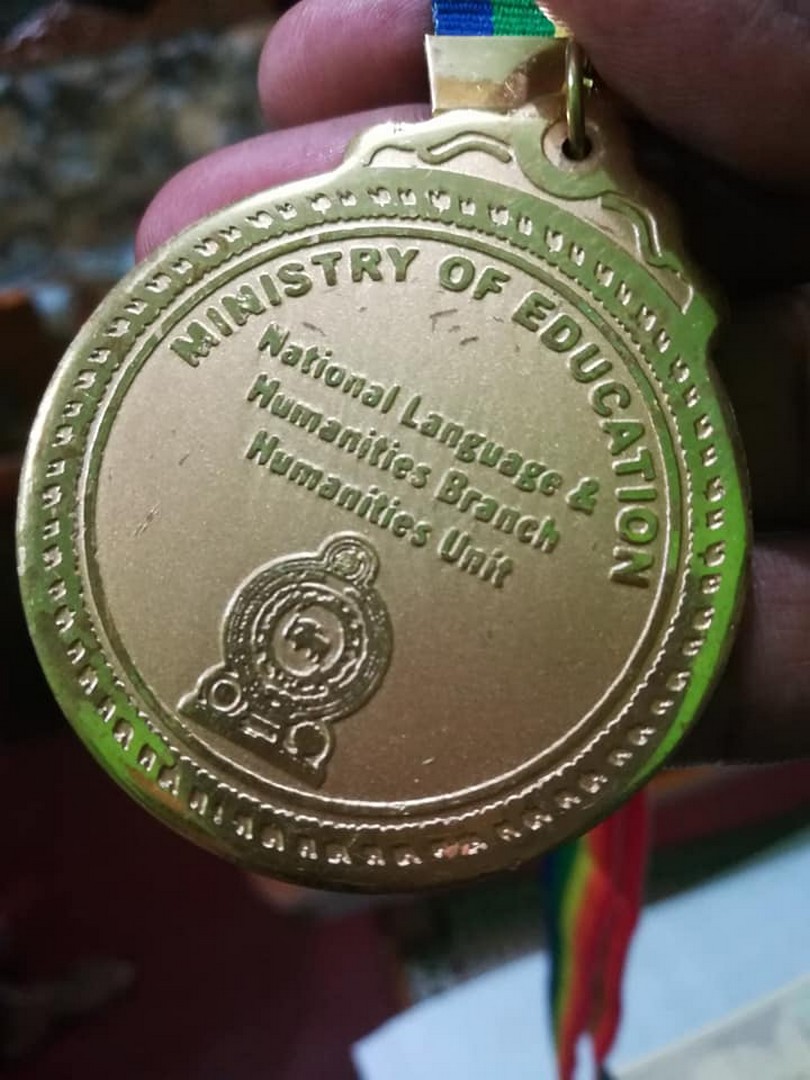 MINISTRY OF EDUCATION
National Language &
Humanities Branch
Humanities Unit